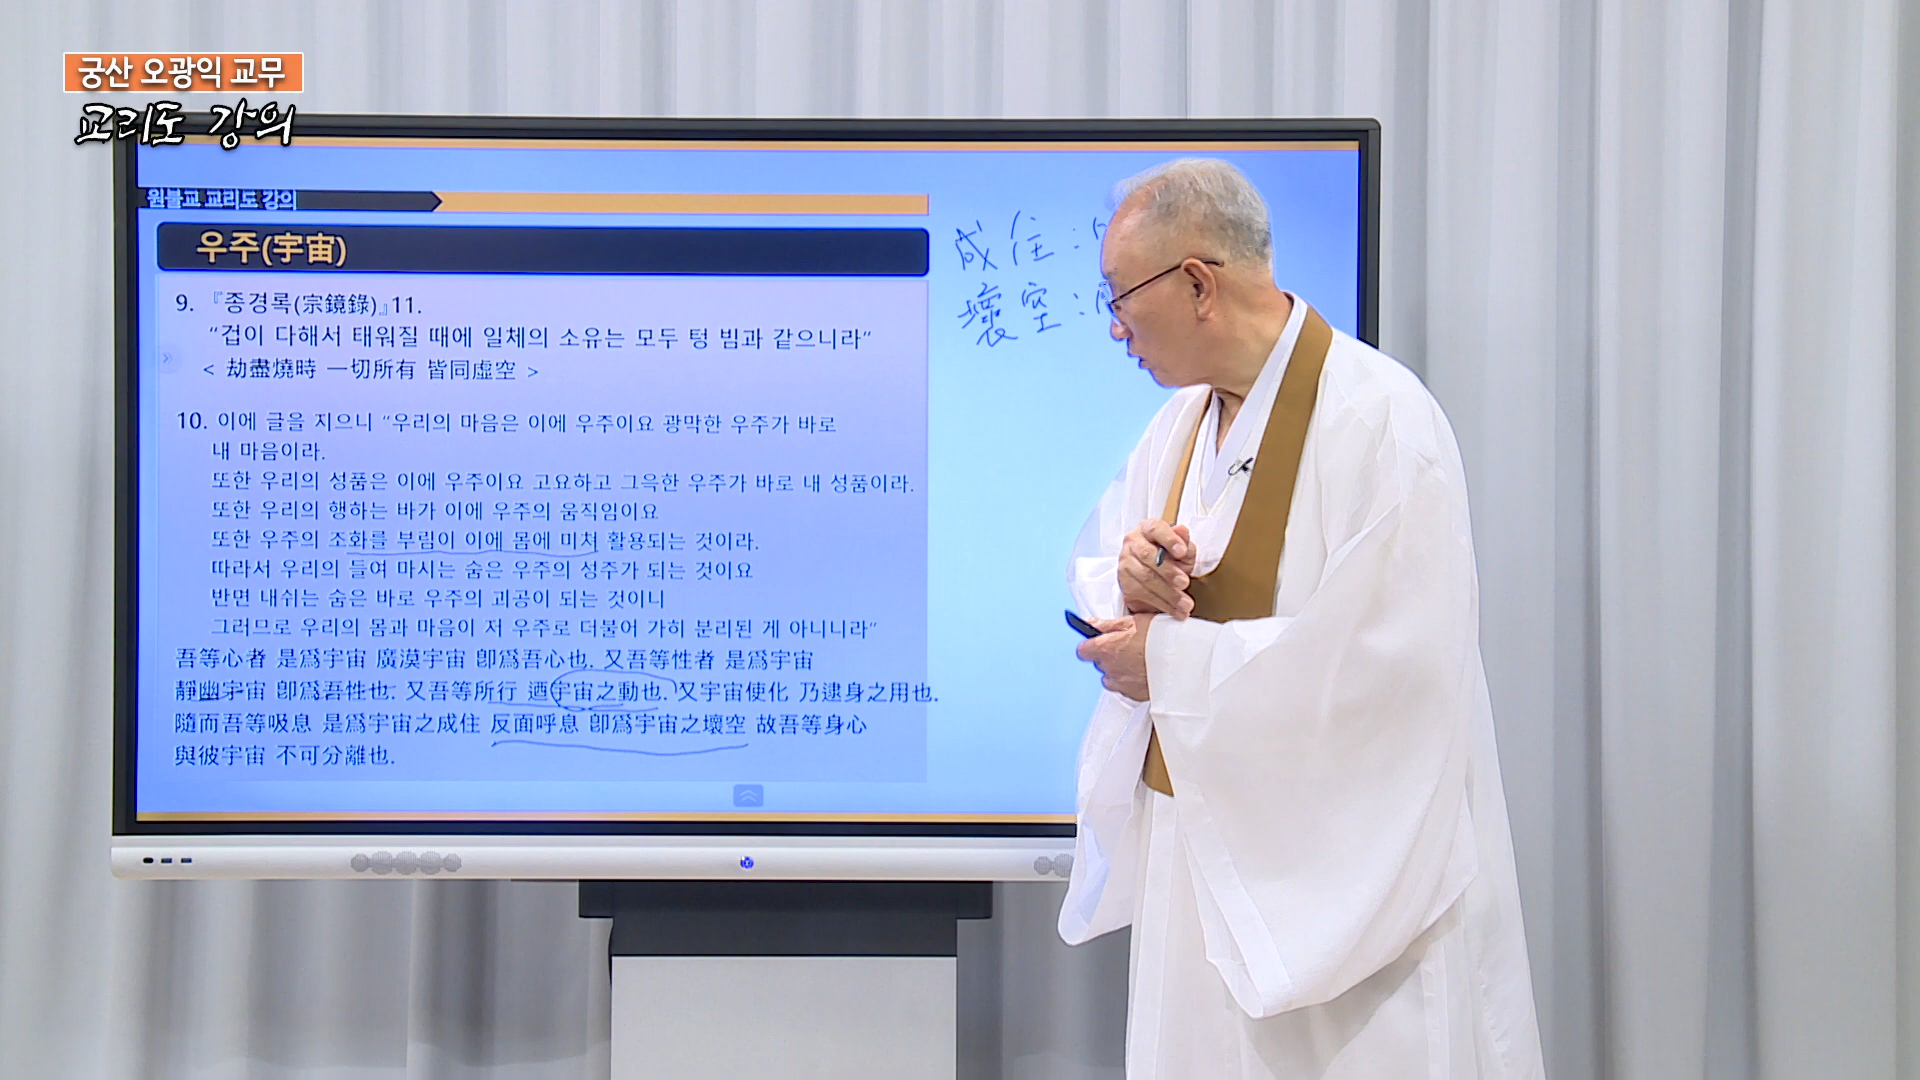 궁산 오광익 교무
교리도 강의
원불교 교리도 강의
우주(宇宙)
9. 『종경록(宗鏡錄)』11.
“겁이 다해서 태워질 때에 일체의 소유는 모두 텅 빔과 같으니라”
< 劫盡燒時 一切所有 皆同虛空 >
10. 이에 글을 지으니 “우리의 마음은 이에 우주이요 광막한 우주가 바로
내 마음이라.
또한 우리의 성품은 이에 우주이요 고요하고 그윽한 우주가 바로 내 성품이라.
또한 우리의 행하는 바가 이에 우주의 움직임이요
또한 우주의 조화를 부림이 이에 몸에 미쳐 활용되는 것이라.
따라서 우리의 들여 마시는 숨은 우주의 성주가 되는 것이요
반면 내쉬는 숨은 바로 우주의 괴공이 되는 것이니
그러므로 우리의 몸과 마음이 저 우주로 더불어 가히 분리된 게 아니니라”
吾等心者 是爲宇宙 廣漠宇宙 卽爲吾心也. 又吾等性者 是爲宇宙
靜幽宇宙 卽爲吾性也. 又吾等所行 迺宇宙之動也. 又宇宙使化 乃逮身之用也.
隨而吾等吸息 是爲宇宙之成住 反面呼息 卽爲宇宙之壞空 故吾等身心
與彼宇宙 不可分離也.
成住:
壞空: